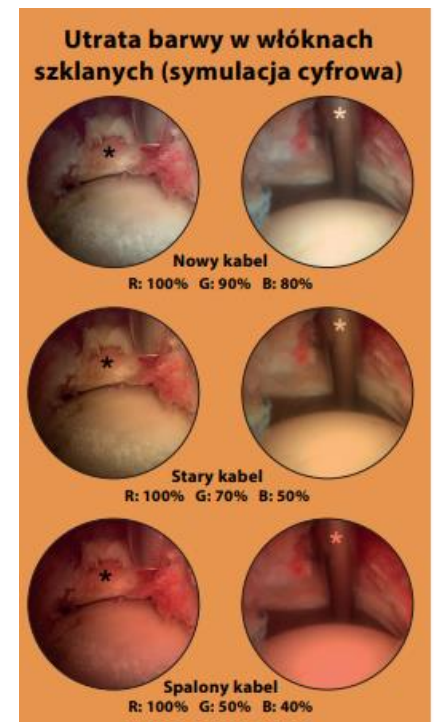 Utrata barwy w włóknach
szklanych (symulacja cyfrowa)
*
*
Nowy kabel
R: 100% G: 90% B: 80%
*
*
Stary kabel
R: 100% G: 70% B: 50%
*
*
Spalony kabel
R: 100% G: 50% B: 40%